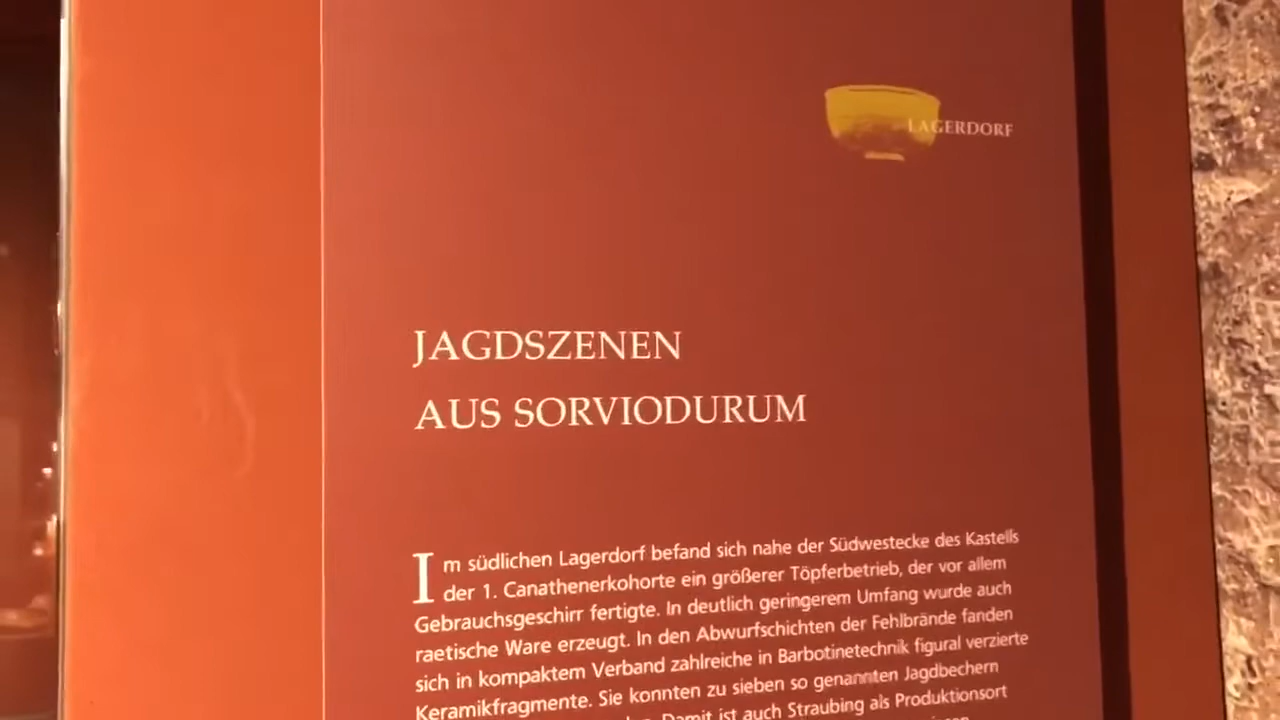 LAGERDORF
JAGDSZENEN
AUS SORVIODURUM
Im südlichen Lagerdorf befand sich nahe der Südwestecke des Kastells
der 1. Canathenerkohorte ein größerer Töpferbetrieb, der vor allem
Gebrauchsgeschirr fertigte. In deutlich geringerem Umfang wurde auch
raetische Ware erzeugt. In den Abwurfschichten der Fehlbrände fanden
sich in kompaktem Verband zahlreiche in Barbotinetechnik figural verzierte
Keramikfragmente. Sie konnten zu sieben so genannten Jagdbechern
Damit ist auch Straubing als Produktionsort